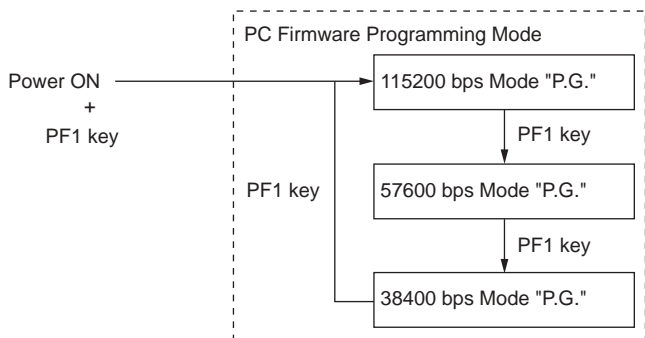 PC Firmware Programming Mode
Power ON
+
PF1 key
115200 bps Mode "P.G."
PF1 key
PF1 key
57600 bps Mode "P.G."
PF1 key
38400 bps Mode "P.G."